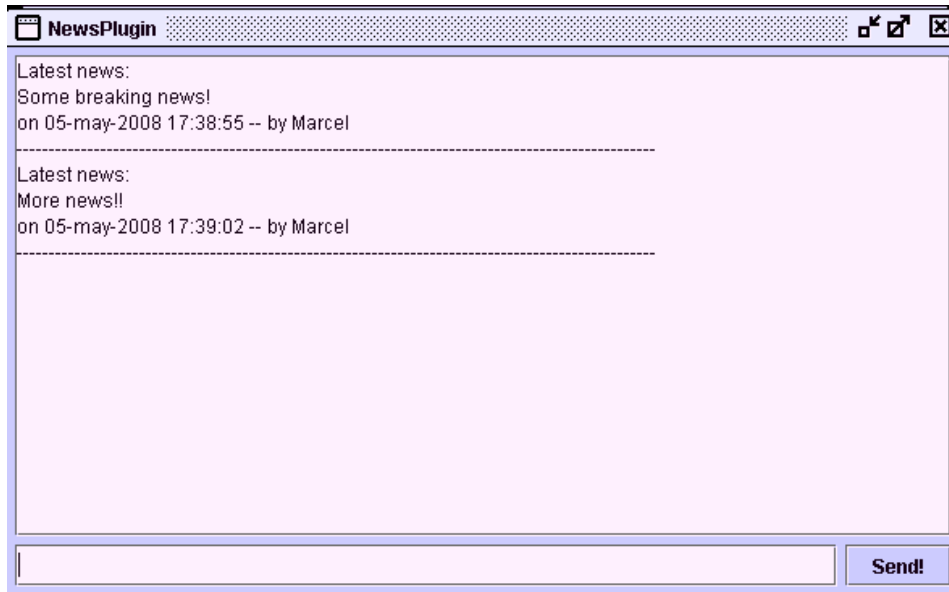 NewsPlugin
Latest news:
Some breaking news!
on 05-may-2008 17:38:55 -- by Marcel
--------------------------------------------------------------------------------------------------
Latest news:
More news!!
on 05-may-2008 17:39:02 -- by Marcel
--------------------------------------------------------------------------------------------------
Send!